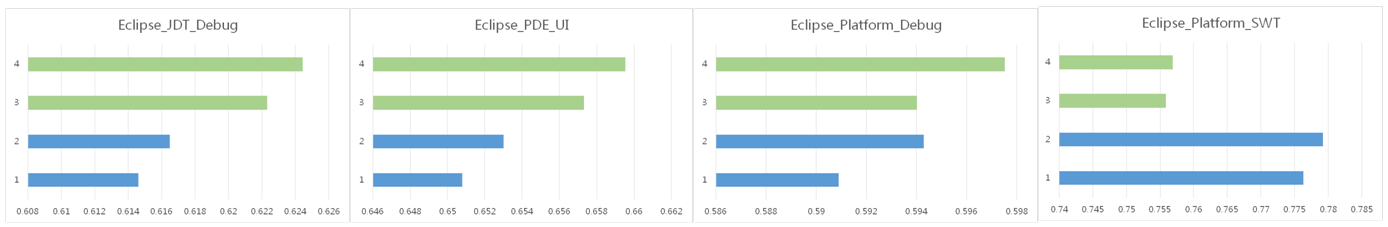 Eclipse_JDT_Debug
4
3
2
1
0.608 0.61 0.612 0.614 0.616 0.618 0.62 0.622 0.624 0.626
Eclipse_PDE_UI
4
3
2
1
0.646 0.648 0.65 0.652 0.654 0.656 0.658 0.66 0.662
Eclipse_Platform_Debug
4
3
2
1
0.586 0.588 0.59 0.592 0.594 0.596 0.598
Eclipse_Platform_SWT
4
3
2
1
0.74 0.745 0.75 0.755 0.76 0.765 0.77 0.775 0.78 0.785